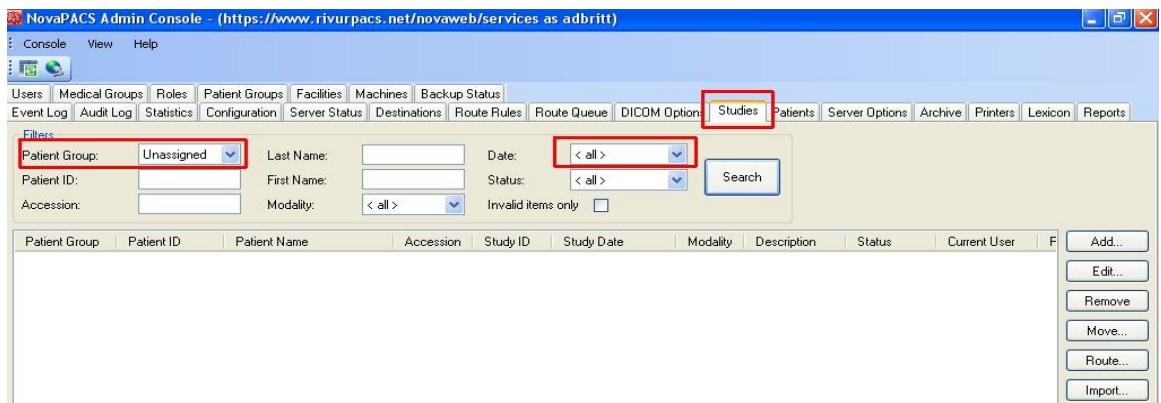 NovaPACS Admin Console - (https://www.rivurpacs.net/novaweb/services as adbritt)
Console View Help
Users Medical Groups Roles Patient Groups Facilities Machines Backup Status
Event Log Audit Log Statistics Configuration Server Status Destinations Route Rules Route Queue DICOM Options Studies Patients Server Options Archive Printers Lexicon Reports
Filters
Patient Group: Unassigned Last Name: Date: < all >
Patient ID: First Name: Status: < all > Search
Accession: Modality: < all > Invalid items only
Patient Group Patient ID Patient Name Accession Study ID Study Date Modality Description Status Current User F Add...
Edit...
Remove
Move...
Route...
Import...